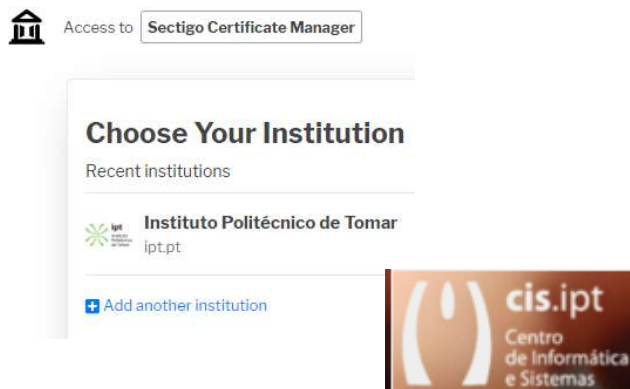 Access to Sectigo Certificate Manager
Choose Your Institution
Recent institutions
ipt
Instituto Politécnico de Tomar
ipt.pt
Add another institution
cis.ipt
Centro
de Informática
e Sistemas